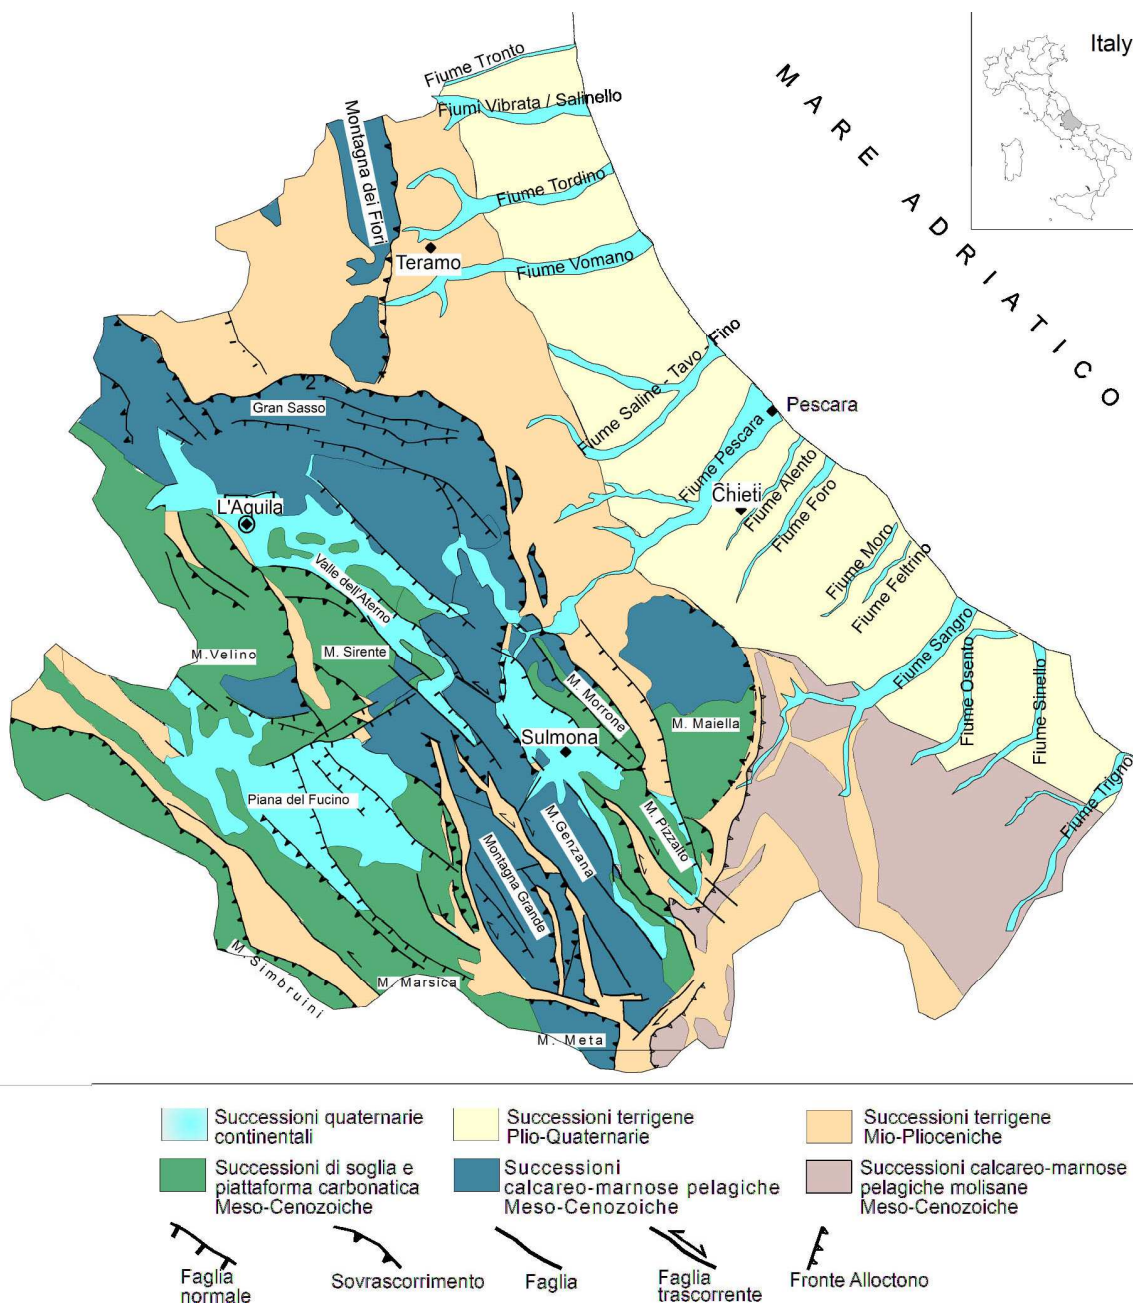 Italy
MARE ADRIATICO
Fiume Tronto
Fiumi Vibrata / Salinello
Montagna dei Fiori
Fiume Tordino
Teramo
Fiume Vomano
Fiume Saline - Tavo - Fino
2
Gran Sasso
Pescara
Fiume Pescara
Chieti
Fiume Alento
Fiume Foro
L'Aquila
Valle dell'Aterno
Fiume Moro
Fiume Feltrino
Fiume Sangro
Fiume Osento
Fiume Sinello
Fiume Trigno
M.Velino
M. Sirente
M. Morrone
M. Maiella
Sulmona
Piana del Fucino
M.Genzana
M. Pizzalto
Montagna Grande
M. Simbruini
M. Marsica
M. Meta
Successioni quaternarie
continentali
Successioni terrigene
Plio-Quaternarie
Successioni terrigene
Mio-Plioceniche
Successioni di soglia e
piattaforma carbonatica
Meso-Cenozoiche
Successioni
calcareo-marnose pelagiche
Meso-Cenozoiche
Successioni calcareo-marnose
pelagiche molisane
Meso-Cenozoiche
Faglia
normale
Sovrascorrimento
Faglia
Faglia
trascorrente
Fronte Alloctono